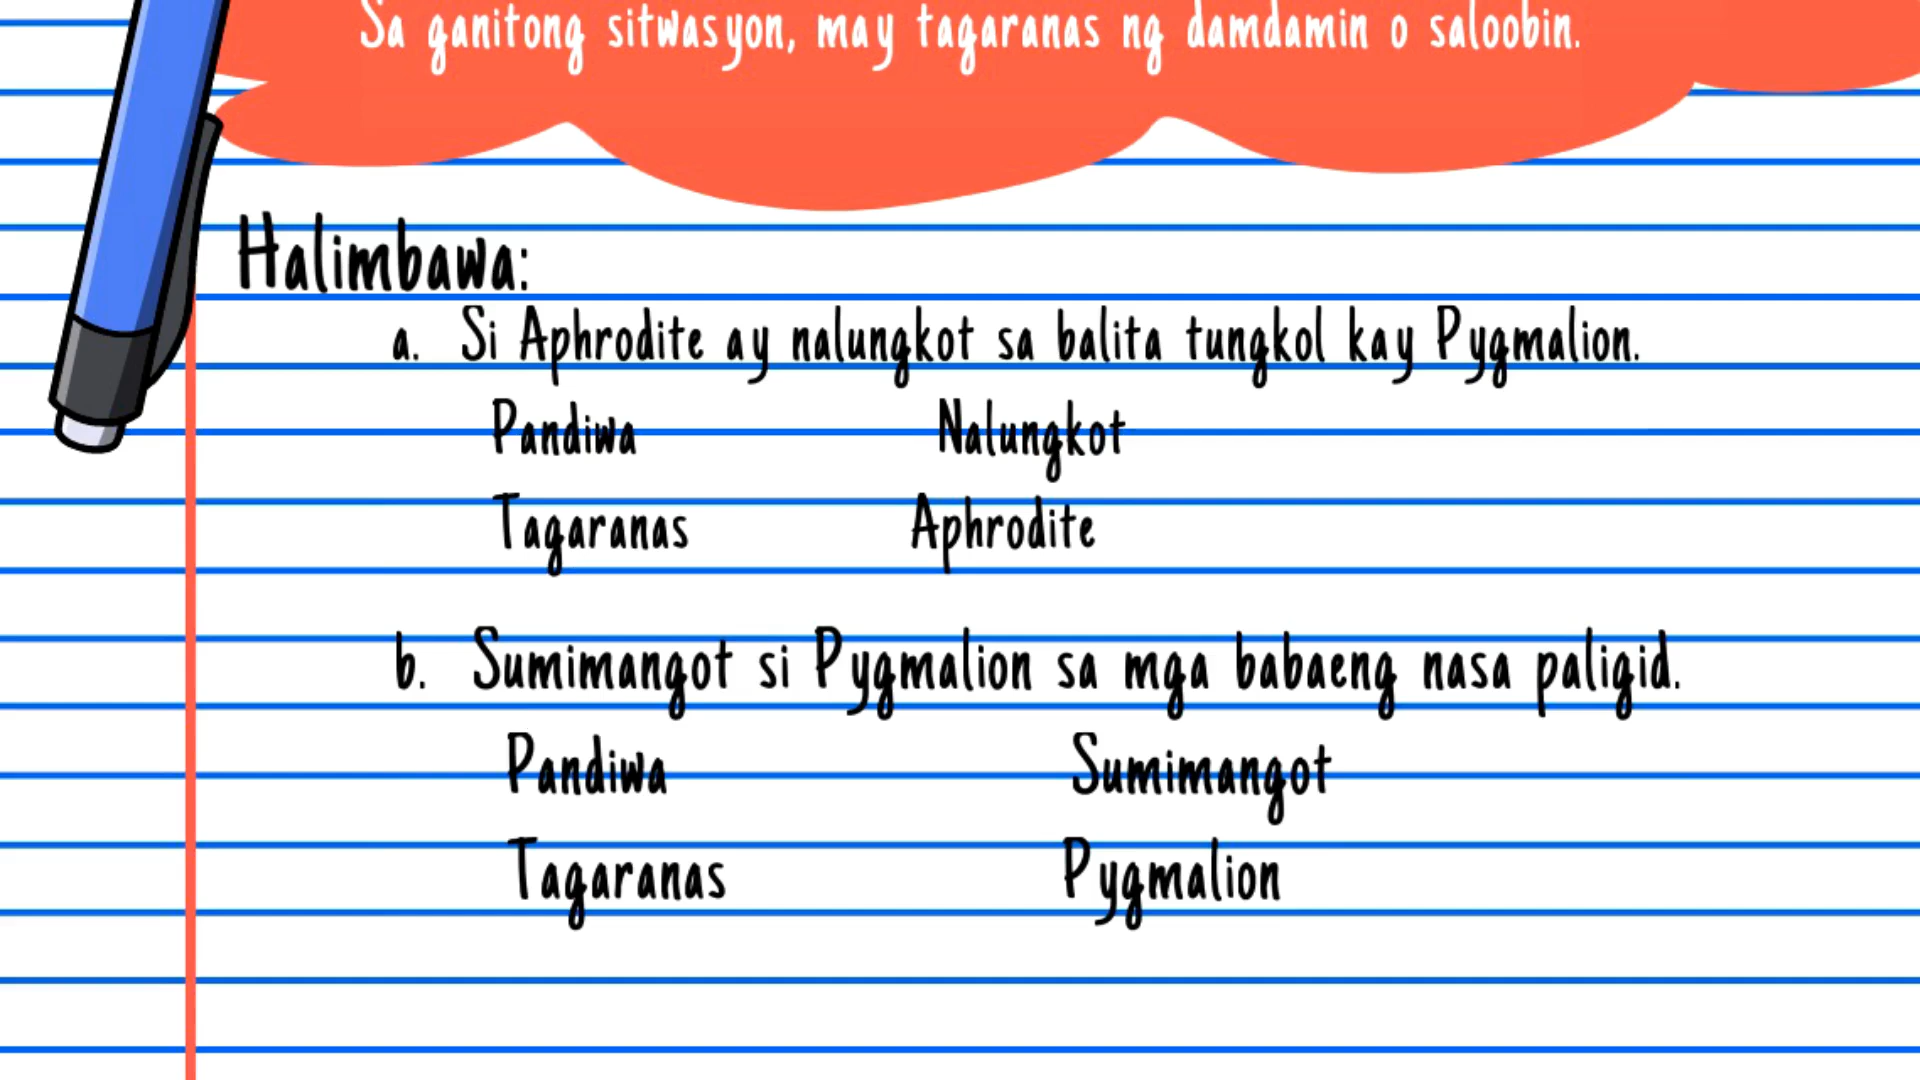 Sa ganitong sitwasyon, may tagaranas ng damdamin o saloobin.
Halimbawa:
a. Si Aphrodite ay nalungkot sa balita tungkol kay Pygmalion.
Pandiwa Nalungkot
Tagaranas Aphrodite
b. Sumimangot si Pygmalion sa mga babaeng nasa paligid.
Pandiwa Sumimangot
Tagaranas Pygmalion